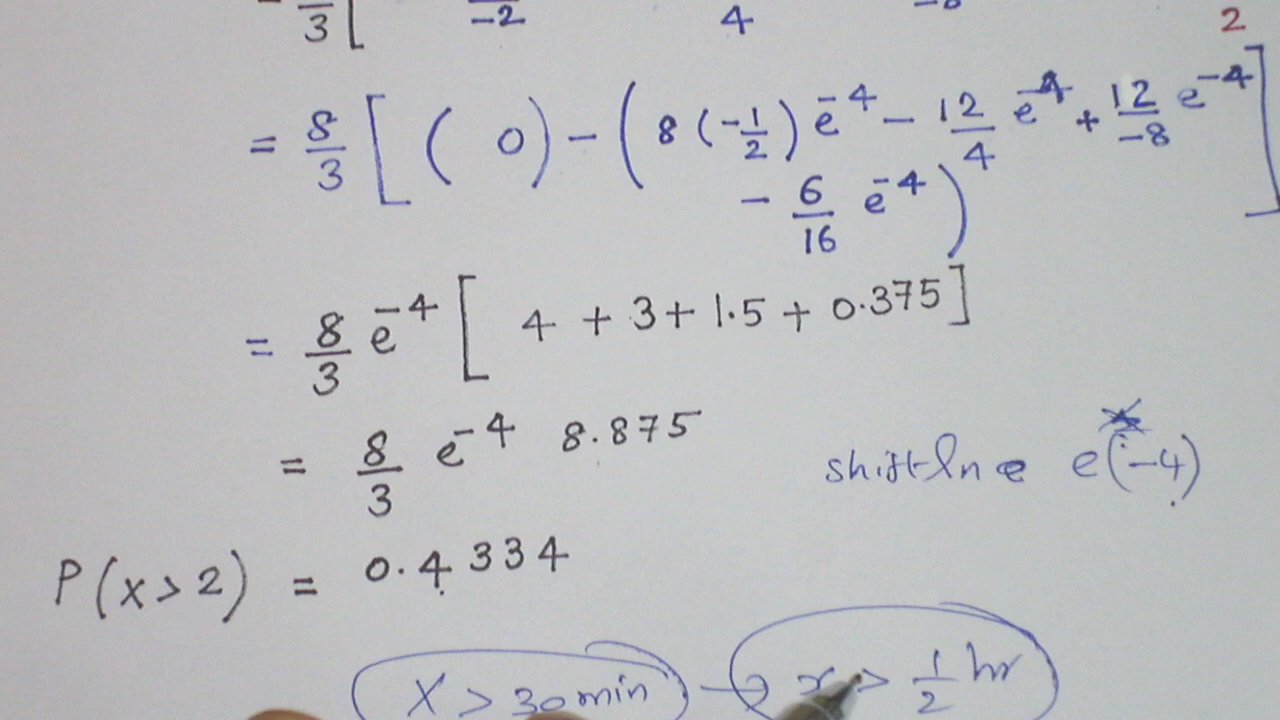 3 [ -2 4 -8 2
= 8/3 [ ( 0) - ( 8 (-1/2) e^-4 - 12/4 e^-4 + 12/-8 e^-4
- 6/16 e^-4 ) ]
= 8/3 e^-4 [ 4 + 3 + 1.5 + 0.375 ]
= 8/3 e^-4 8.875
shift ln e e(-4)
P(x>2) = 0.4334
X > 30 min → x > 1/2 hr